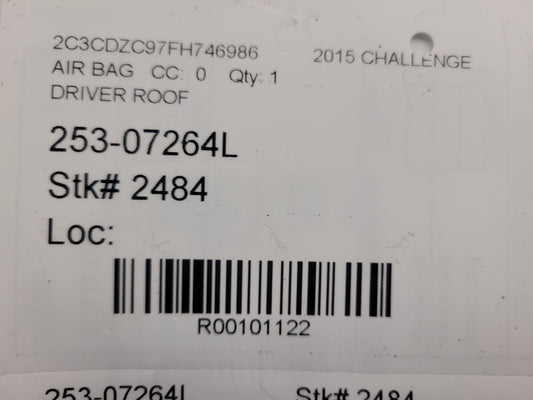 2C3CDZC97FH746986 2015 CHALLENGE
AIR BAG CC: 0 Qty: 1
DRIVER ROOF
253-07264L
Stk# 2484
Loc:
R00101122
253-07264L Stk# 2484